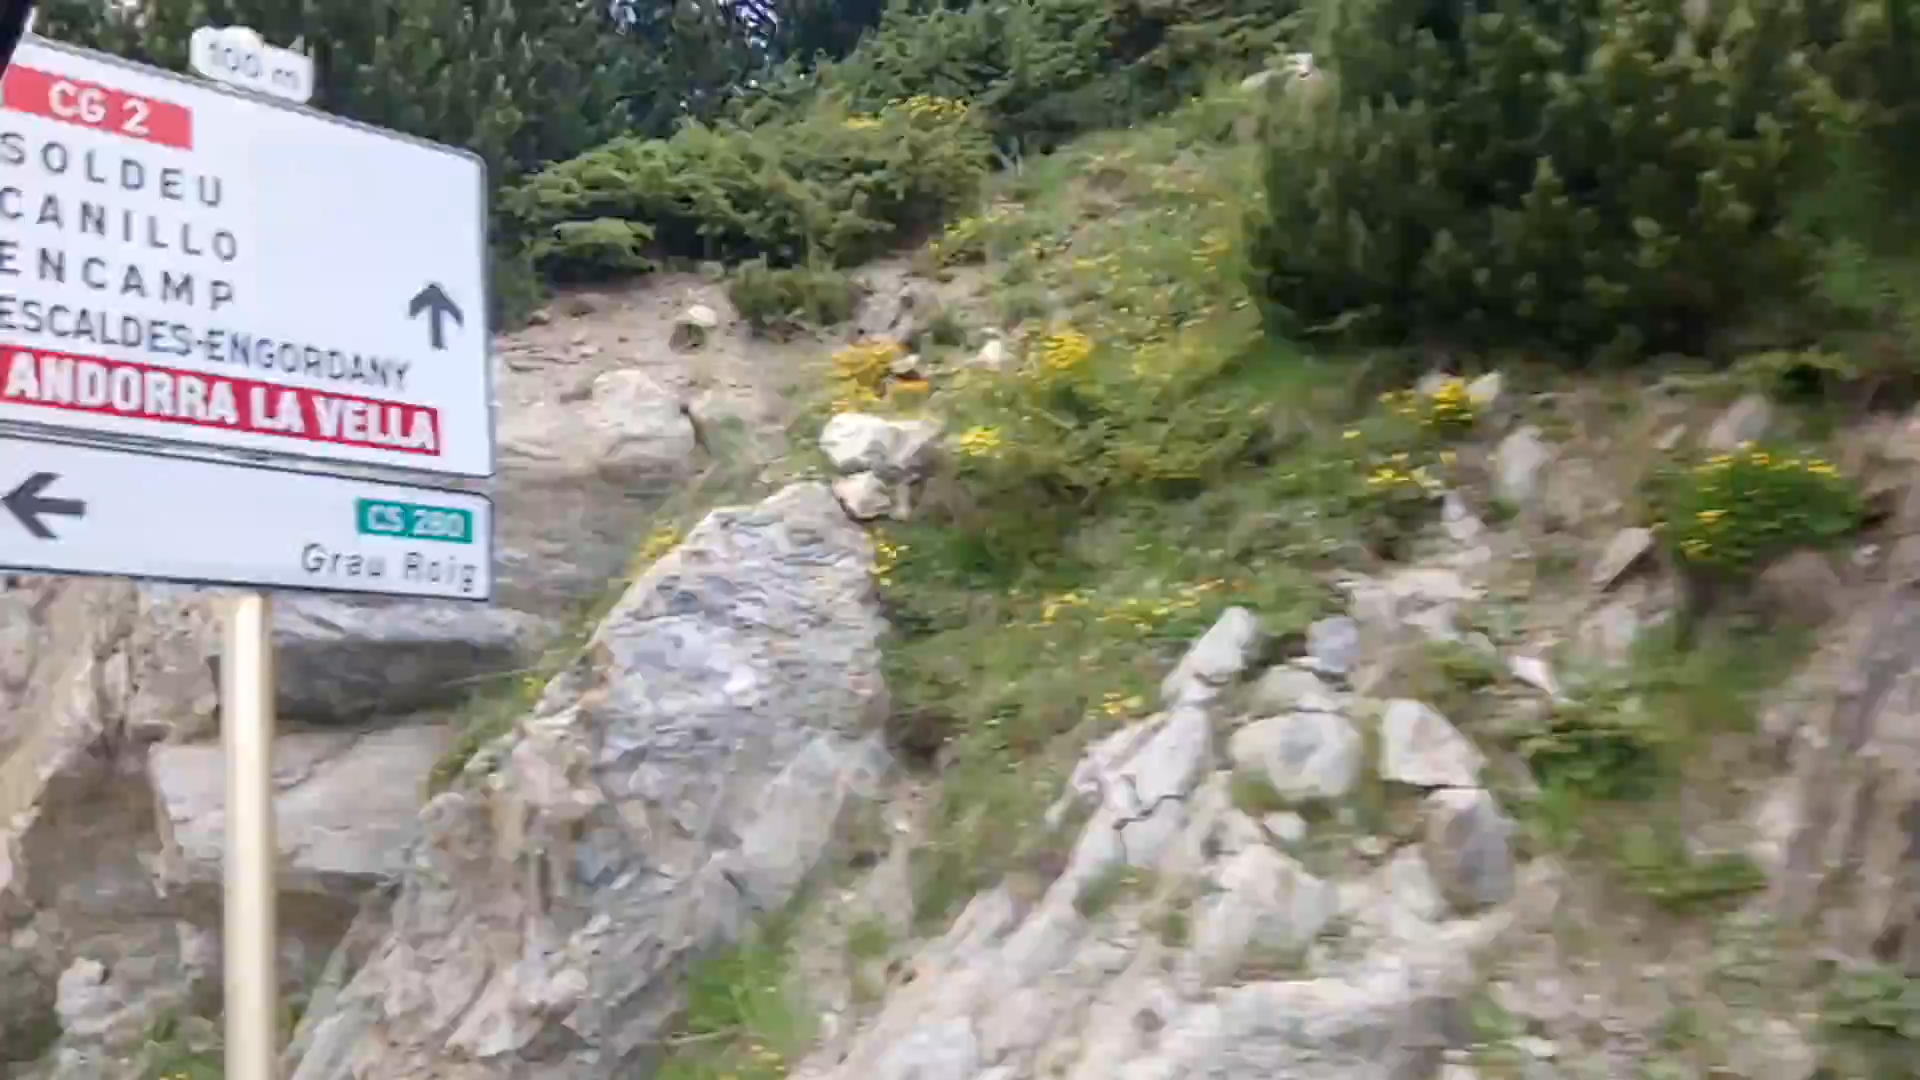 100 m
CG 2
SOLDEU
CANILLO
ENCAMP
ESCALDES-ENGORDANY
ANDORRA LA VELLA
CS 280
Grau Roig